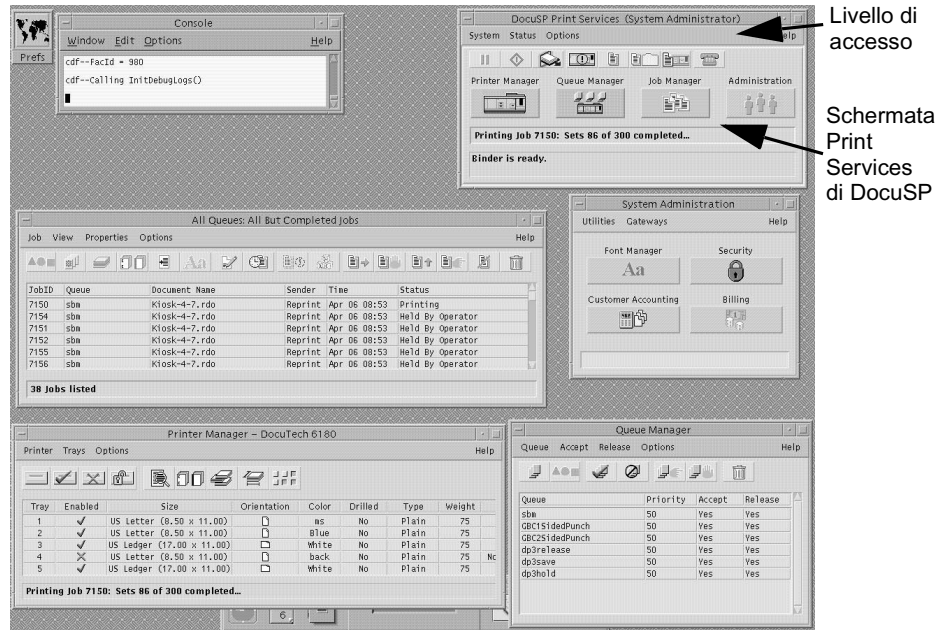 Prefs
Console
Window Edit Options Help
cdf--FacId = 980
cdf--Calling InitDebugLogs()
DocuSP Print Services (System Administrator)
System Status Options Help
Printer Manager Queue Manager Job Manager Administration
Printing Job 7150: Sets 86 of 300 completed...
Binder is ready.
Livello di
accesso
Schermata
Print
Services
di DocuSP
All Queues: All But Completed Jobs
Job View Properties Options Help
Aa
JobID Queue Document Name Sender Time Status
7150 sbm Kiosk-4-7.rdo Reprint Apr 06 08:53 Printing
7154 sbm Kiosk-4-7.rdo Reprint Apr 06 08:53 Held By Operator
7151 sbm Kiosk-4-7.rdo Reprint Apr 06 08:53 Held By Operator
7152 sbm Kiosk-4-7.rdo Reprint Apr 06 08:53 Held By Operator
7155 sbm Kiosk-4-7.rdo Reprint Apr 06 08:53 Held By Operator
7156 sbm Kiosk-4-7.rdo Reprint Apr 06 08:53 Held By Operator
38 Jobs listed
System Administration
Utilities Gateways Help
Font Manager Security
Aa
Customer Accounting Billing
Printer Manager - DocuTech 6180
Printer Trays Options Help
Tray Enabled Size Orientation Color Drilled Type Weight
1 US Letter (8.50 x 11.00) ms No Plain 75
2 US Letter (8.50 x 11.00) Blue No Plain 75
3 US Ledger (17.00 x 11.00) White No Plain 75
4 US Letter (8.50 x 11.00) back No Plain 75 No
5 US Ledger (17.00 x 11.00) White No Plain 75
Printing Job 7150: Sets 86 of 300 completed...
6
Queue Manager
Queue Accept Release Options Help
Queue Priority Accept Release
sbm 50 Yes Yes
GBC1SidedPunch 50 Yes Yes
GBC2SidedPunch 50 Yes Yes
dp3release 50 Yes Yes
dp3save 50 Yes Yes
dp3hold 50 Yes Yes